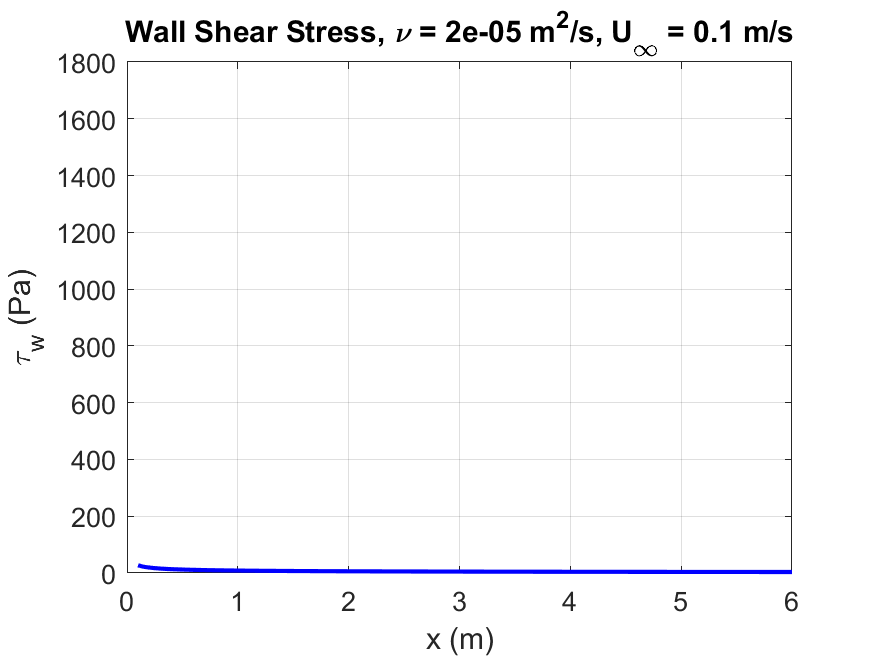 Wall Shear Stress, ν = 2e-05 m²/s, U∞ = 0.1 m/s
1800
1600
1400
1200
1000
800
600
400
200
0
τw (Pa)
0 1 2 3 4 5 6
x (m)